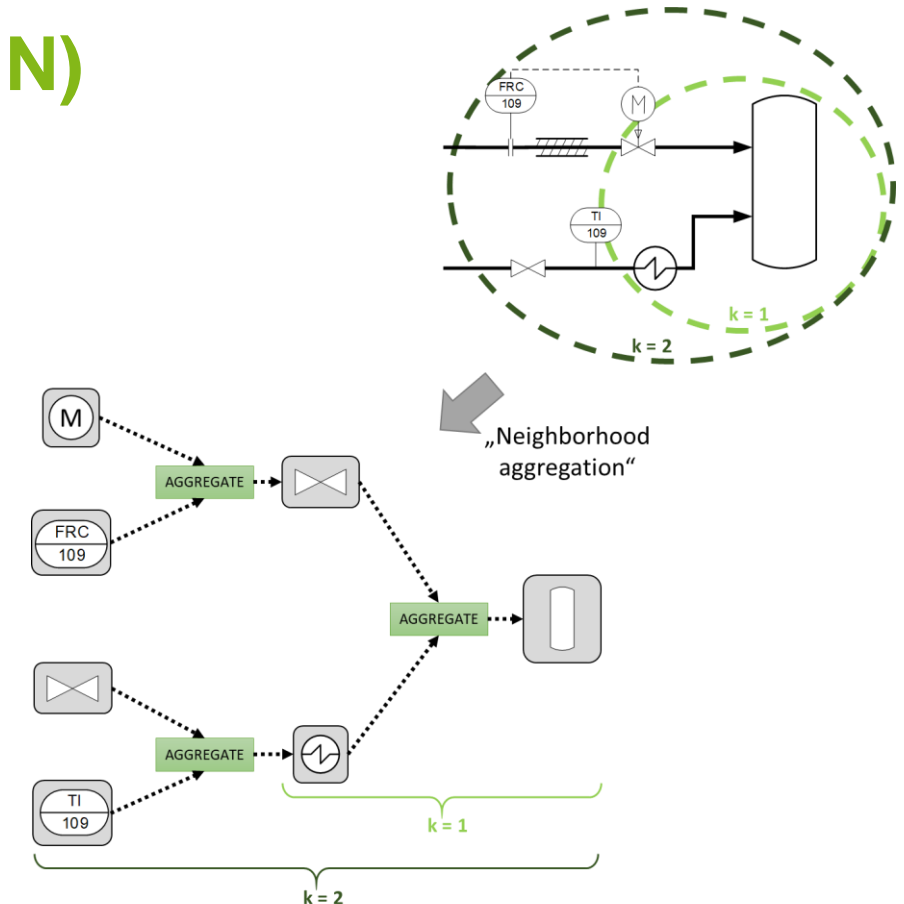 N)
FRC
109
M
TI
109
k = 1
k = 2
„Neighborhood
aggregation“
M
AGGREGATE
FRC
109
AGGREGATE
AGGREGATE
TI
109
k = 1
k = 2